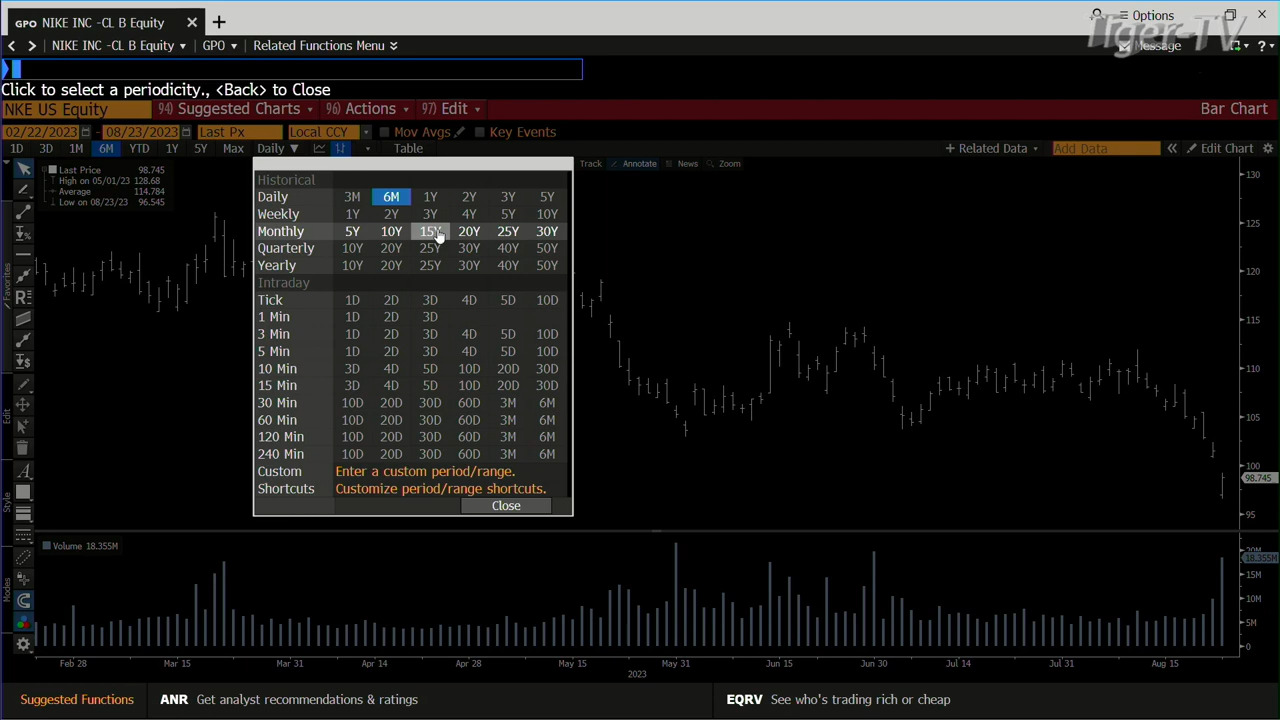 GPO NIKE INC -CL B Equity
Options
Tiger-TV
NIKE INC -CL B Equity GPO Related Functions Menu Message ?
Click to select a periodicity., <Back> to Close
NKE US Equity 94) Suggested Charts 96) Actions 97) Edit Bar Chart
02/22/2023 - 08/23/2023 Last Px Local CCY Mov Avgs Key Events
1D 3D 1M 6M YTD 1Y 5Y Max Daily Table + Related Data Add Data Edit Chart
Track Annotate News Zoom
Last Price 98.745
High on 05/01/23 128.68
Average 114.784
Low on 08/23/23 96.545
Historical
Daily 3M 6M 1Y 2Y 3Y 5Y
Weekly 1Y 2Y 3Y 4Y 5Y 10Y
Monthly 5Y 10Y 15Y 20Y 25Y 30Y
Quarterly 10Y 20Y 25Y 30Y 40Y 50Y
Yearly 10Y 20Y 25Y 30Y 40Y 50Y
Intraday
Tick 1D 2D 3D 4D 5D 10D
1 Min 1D 2D 3D
3 Min 1D 2D 3D 4D 5D 10D
5 Min 1D 2D 3D 4D 5D 10D
10 Min 3D 4D 5D 10D 20D 30D
15 Min 3D 4D 5D 10D 20D 30D
30 Min 10D 20D 30D 60D 3M 6M
60 Min 10D 20D 30D 60D 3M 6M
120 Min 10D 20D 30D 60D 3M 6M
240 Min 10D 20D 30D 60D 3M 6M
Custom Enter a custom period/range.
Shortcuts Customize period/range shortcuts.
Close
130
125
120
115
110
105
100
98.745
95
Favorites
Edit
Style
Modes
Volume 18.355M
20M
18.355M
15M
10M
5M
0
Feb 28 Mar 15 Mar 31 Apr 14 Apr 28 May 15 May 31 Jun 15 Jun 30 Jul 14 Jul 31 Aug 15
2023
Suggested Functions ANR Get analyst recommendations & ratings EQRV See who's trading rich or cheap